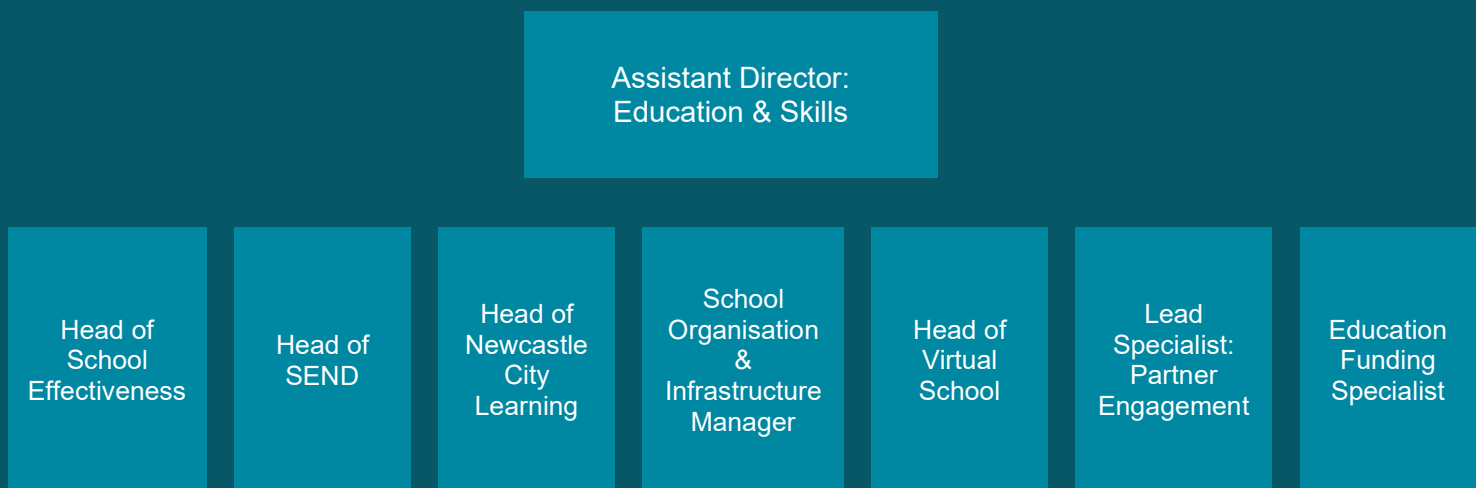 Assistant Director:
Education & Skills
Head of
School
Effectiveness
Head of
SEND
Head of
Newcastle
City
Learning
School
Organisation
&
Infrastructure
Manager
Head of
Virtual
School
Lead
Specialist:
Partner
Engagement
Education
Funding
Specialist